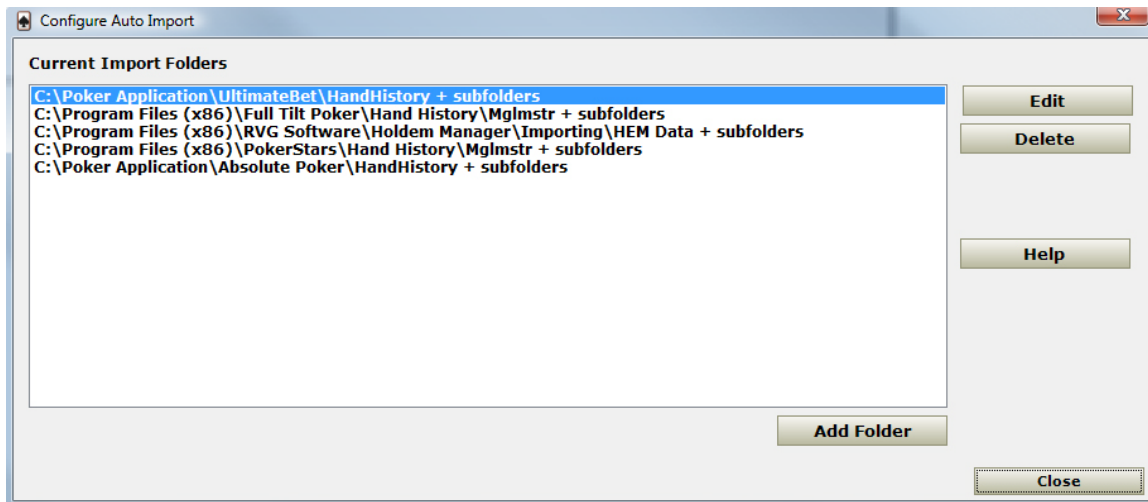 Configure Auto Import
x
Current Import Folders
C:\Poker Application\UltimateBet\HandHistory + subfolders
C:\Program Files (x86)\Full Tilt Poker\Hand History\Mglmstr + subfolders
C:\Program Files (x86)\RVG Software\Holdem Manager\Importing\HEM Data + subfolders
C:\Program Files (x86)\PokerStars\Hand History\Mglmstr + subfolders
C:\Poker Application\Absolute Poker\HandHistory + subfolders
Edit
Delete
Help
Add Folder
Close